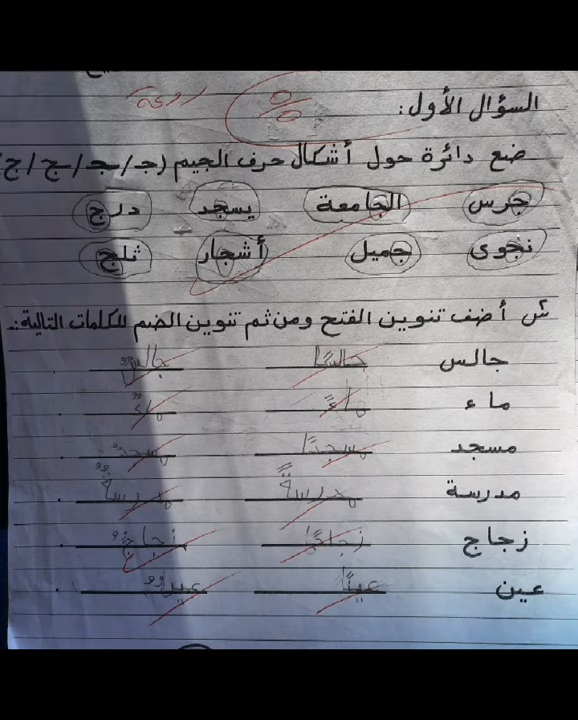 رائعة
السؤال الأول:
ضع دائرة حول أشكال حرف الجيم (جـ/ـجـ/ـج/ج/
جرس الجامعة يسجد درج
نجوى جميل أشجار ثلج
س أضف تنوين الفتح ومن ثم تنوين الضم للكلمات التالية:
جالس جالسًا جالسٌ
ماء ماءً ماءٌ
مسجد مسجدًا مسجدٌ
مدرسة مدرسةً مدرسةٌ
زجاج زجاجًا زجاجٌ
عين عينًا عينٌ